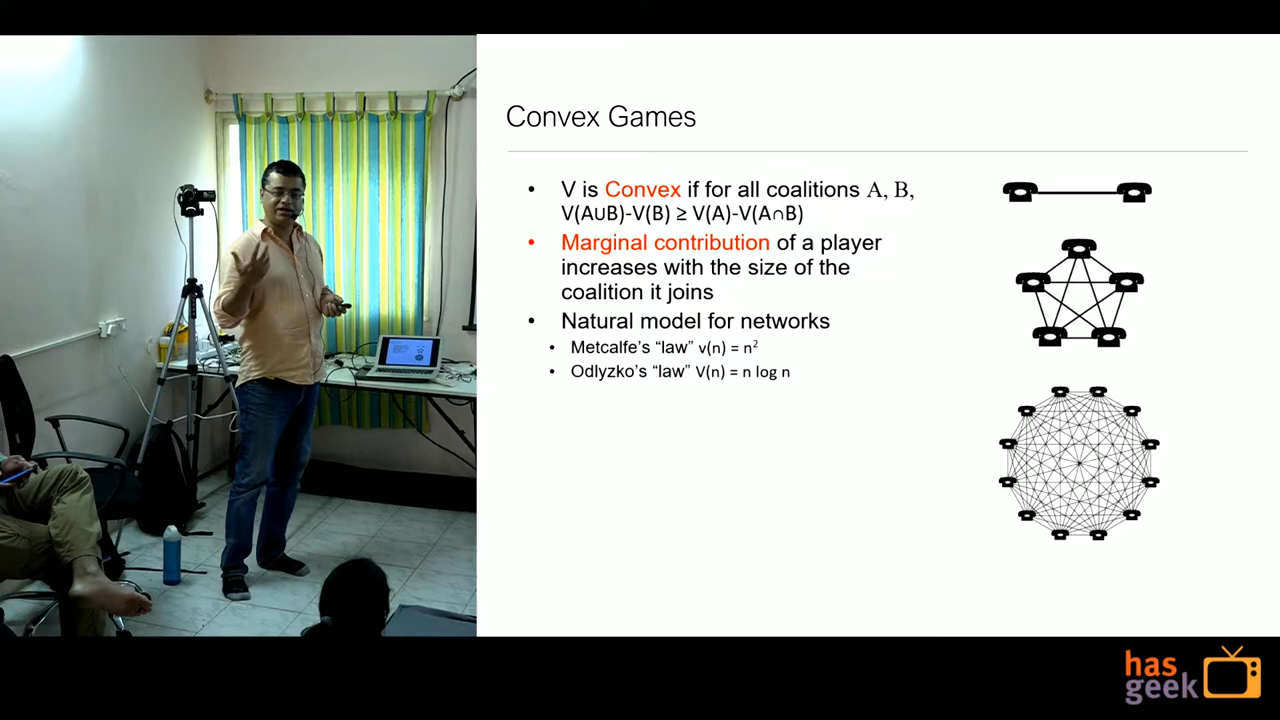 Convex Games
• V is Convex if for all coalitions A, B,
V(A∪B)-V(B) ≥ V(A)-V(A∩B)
• Marginal contribution of a player
increases with the size of the
coalition it joins
• Natural model for networks
• Metcalfe's “law” v(n) = n²
• Odlyzko's “law” V(n) = n log n
has
geek